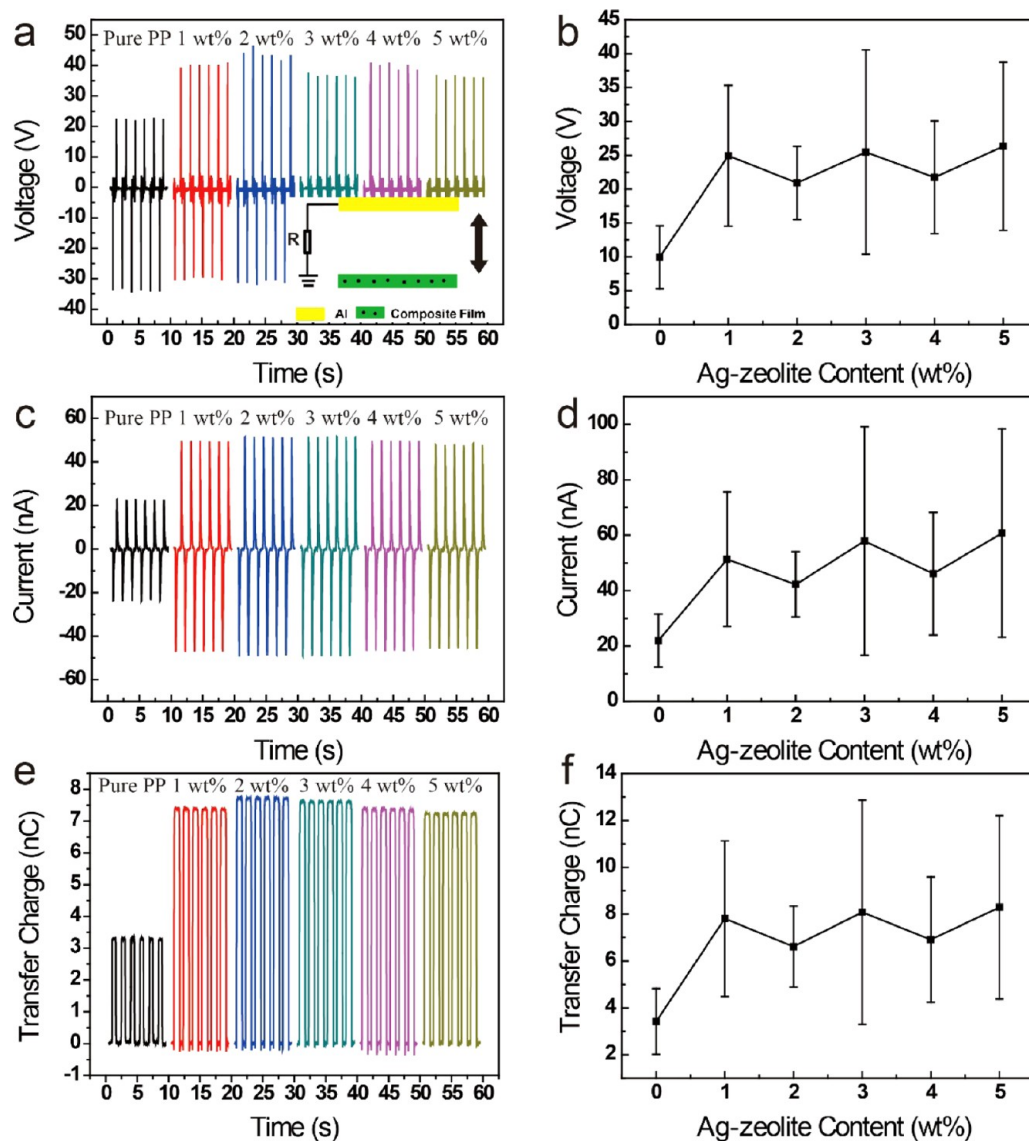 a
Pure PP 1 wt% 2 wt% 3 wt% 4 wt% 5 wt%
50
40
30
20
10
0
-10
-20
-30
-40
Voltage (V)
R
Al Composite Film
0 5 10 15 20 25 30 35 40 45 50 55 60
Time (s)
b
45
40
35
30
25
20
15
10
5
0
Voltage (V)
0 1 2 3 4 5
Ag-zeolite Content (wt%)
c
Pure PP 1 wt% 2 wt% 3 wt% 4 wt% 5 wt%
60
40
20
0
-20
-40
-60
Current (nA)
0 5 10 15 20 25 30 35 40 45 50 55 60
Time (s)
d
100
80
60
40
20
0
Current (nA)
0 1 2 3 4 5
Ag-zeolite Content (wt%)
e
Pure PP 1 wt% 2 wt% 3 wt% 4 wt% 5 wt%
8
7
6
5
4
3
2
1
0
-1
Transfer Charge (nC)
0 5 10 15 20 25 30 35 40 45 50 55 60
Time (s)
f
14
12
10
8
6
4
2
Transfer Charge (nC)
0 1 2 3 4 5
Ag-zeolite Content (wt%)